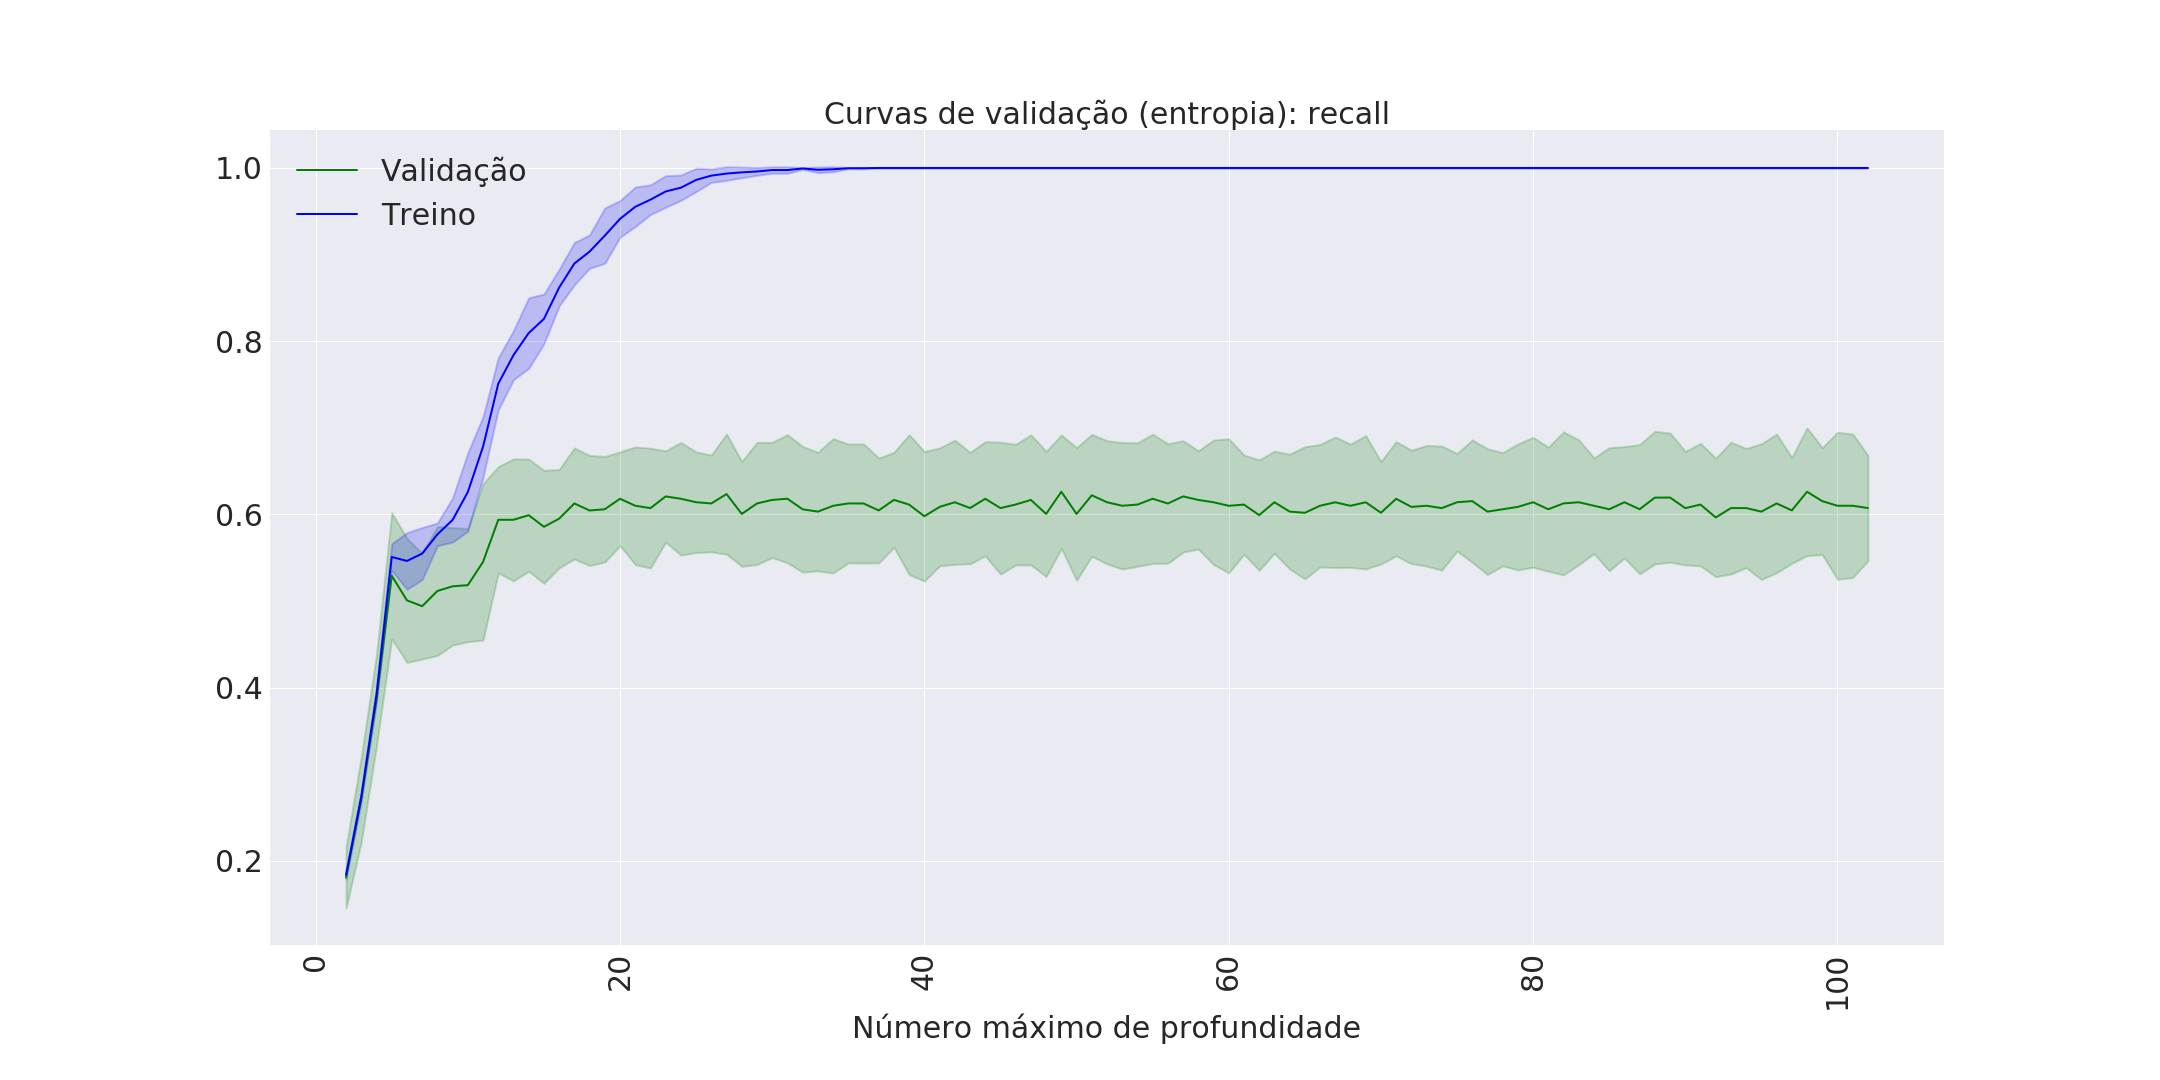 Curvas de validação (entropia): recall
Validação
Treino
1.0
0.8
0.6
0.4
0.2
0
20
40
60
80
100
Número máximo de profundidade